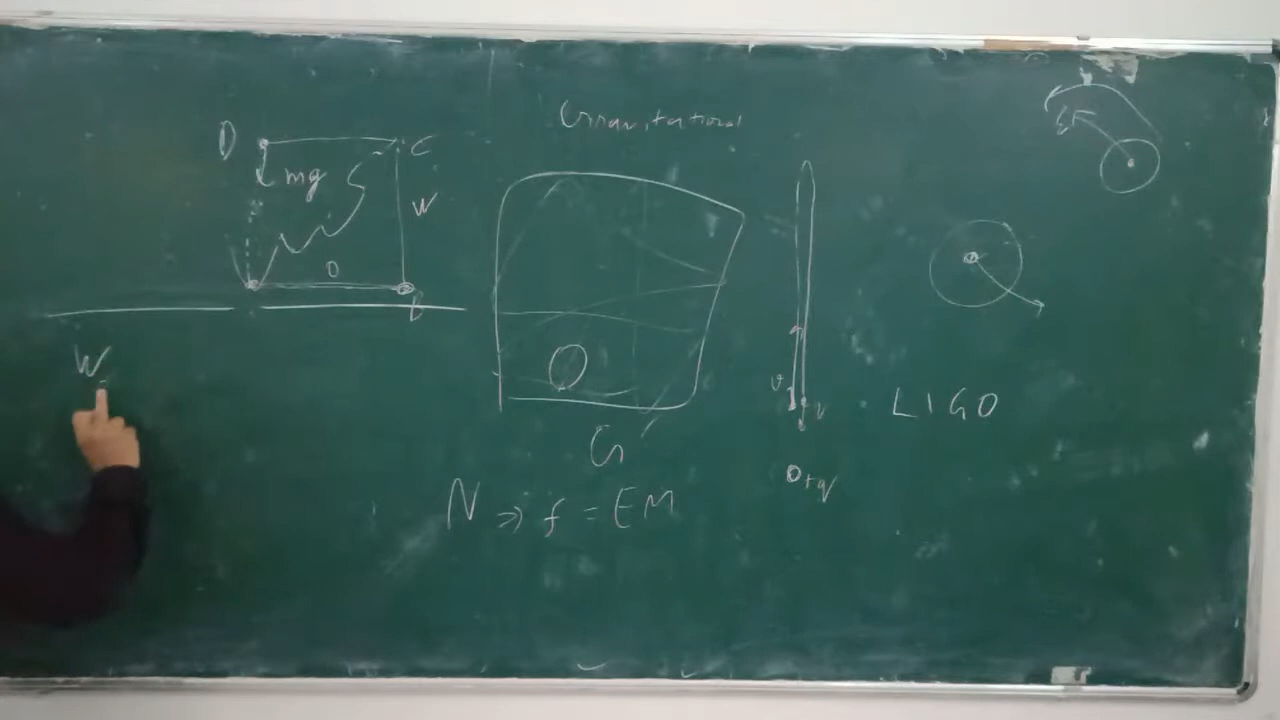 Gravitational
D C
mg
W
O
B
W
G
v v
LIGO
O+q
N => f = EM